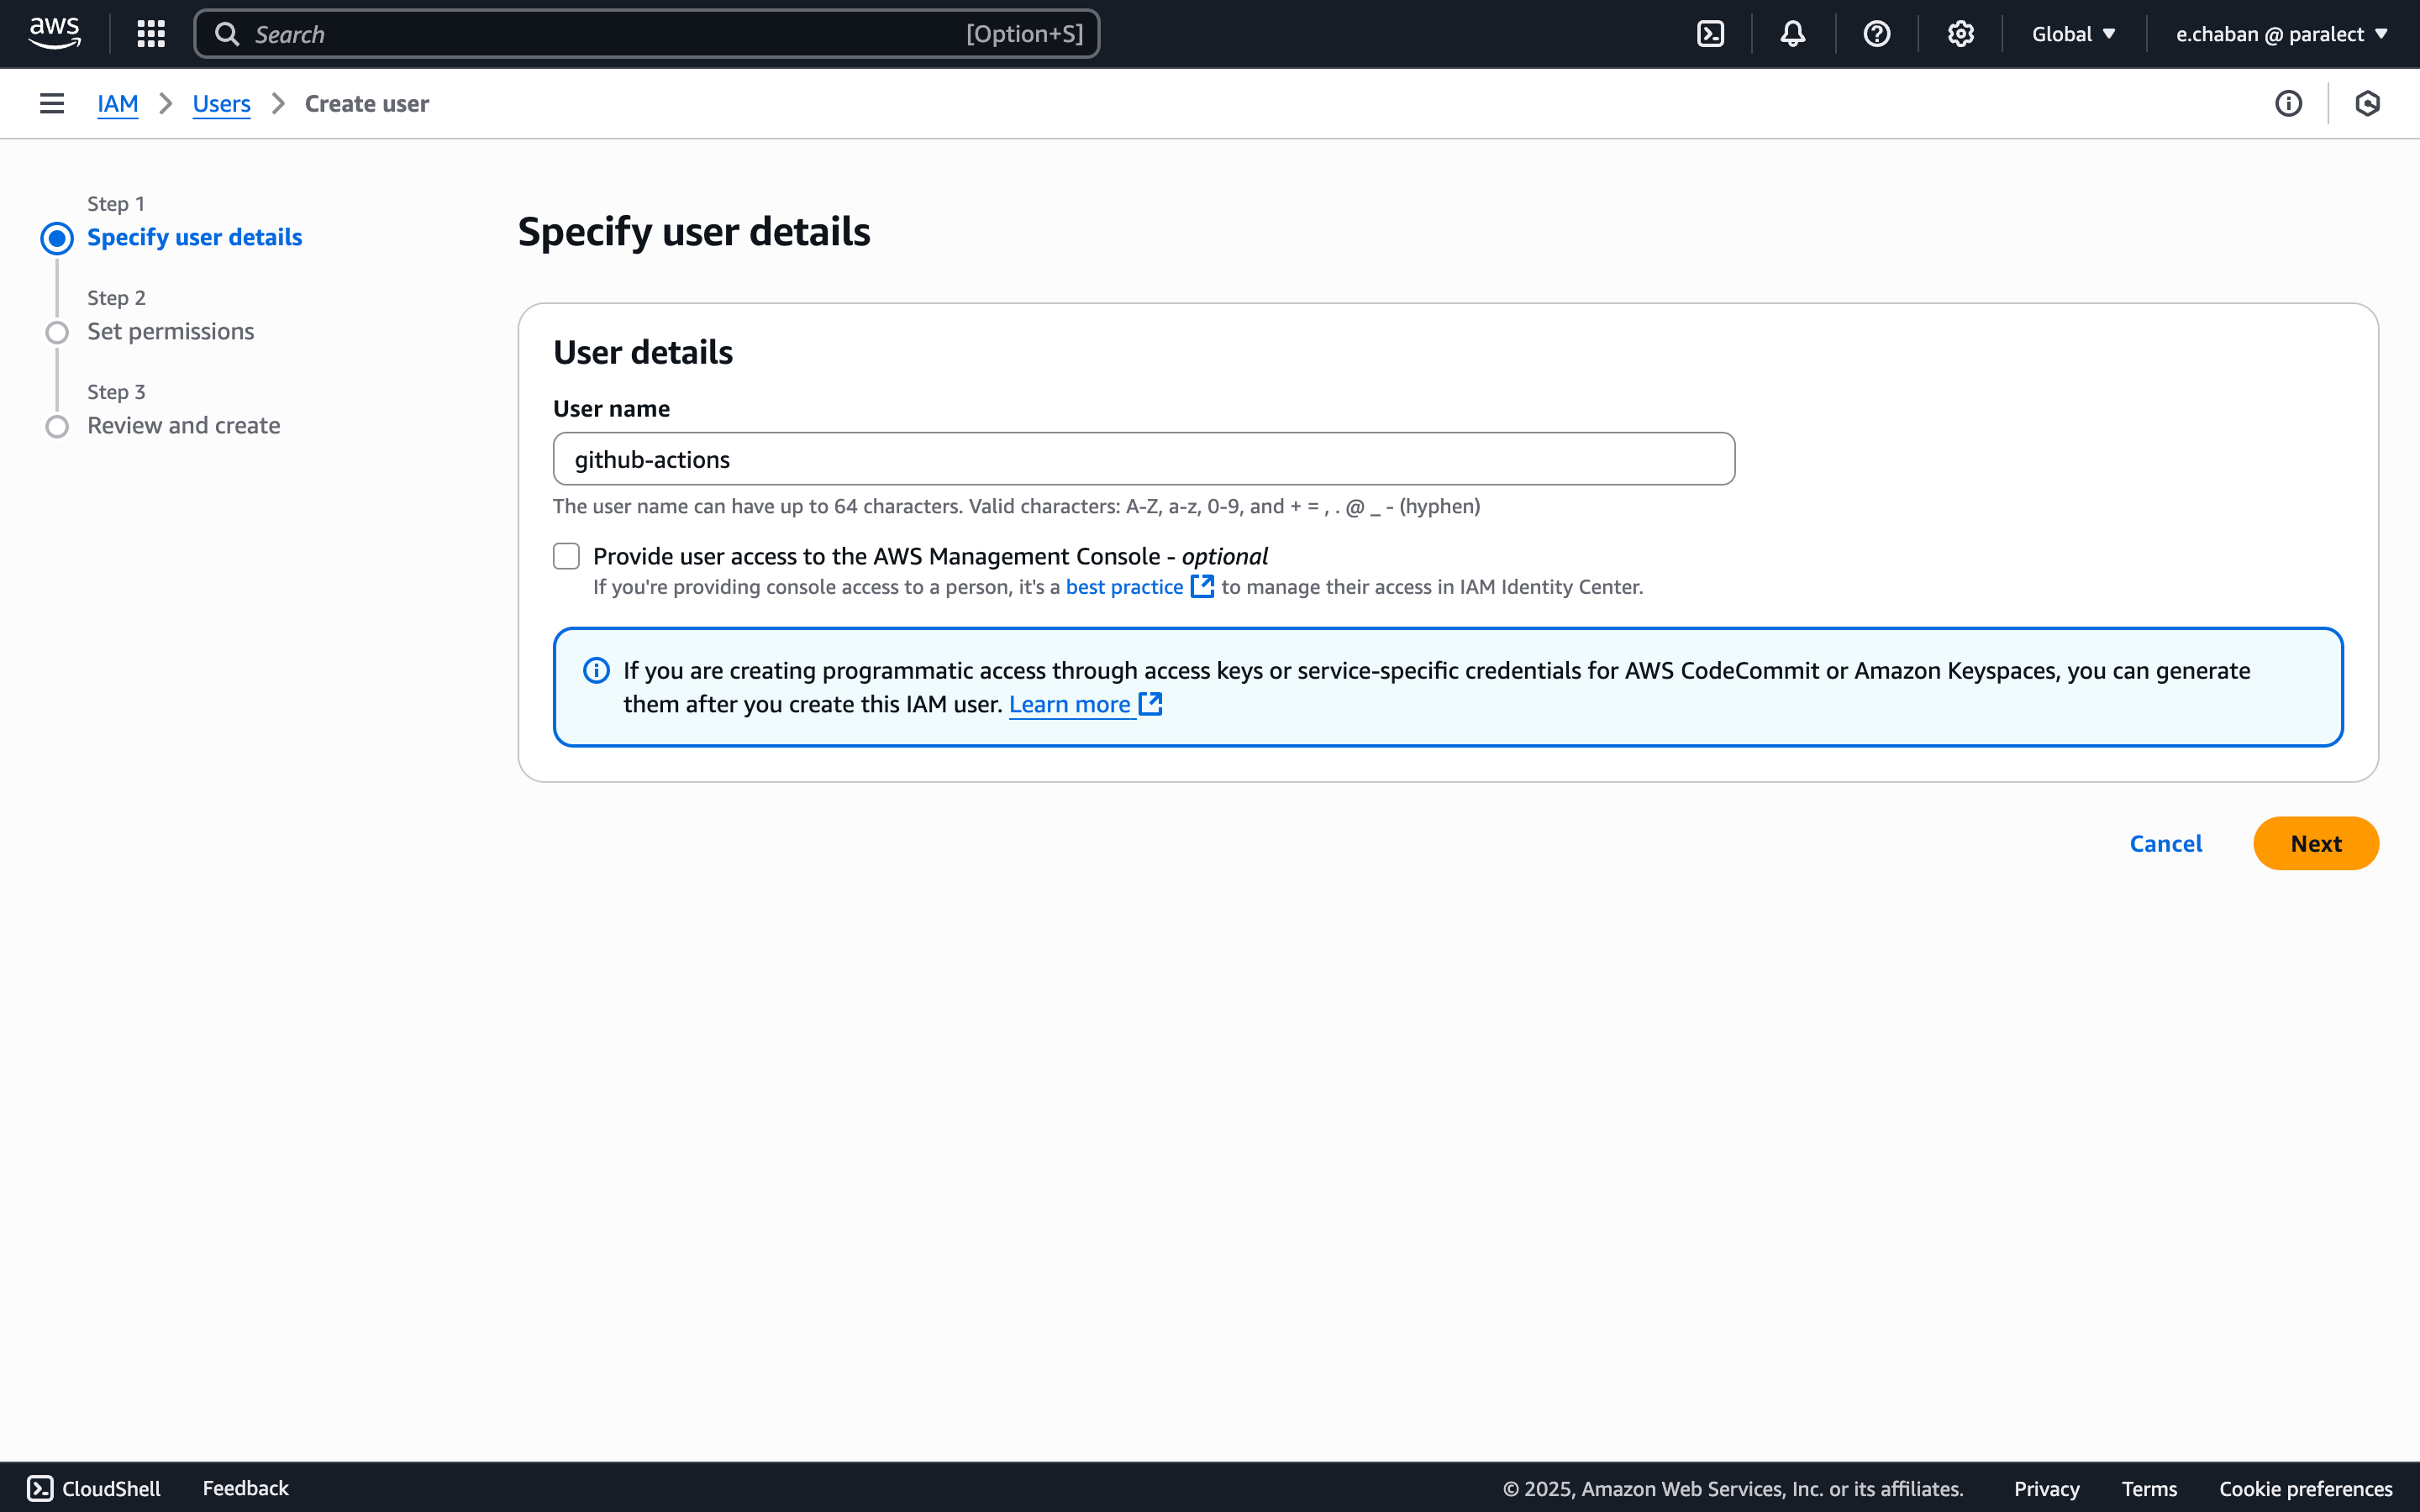 aws
Search
[Option+S]
Global
e.chaban @ paralect
IAM
Users
Create user
Step 1
Specify user details
Step 2
Set permissions
Step 3
Review and create
Specify user details
User details
User name
github-actions
The user name can have up to 64 characters. Valid characters: A-Z, a-z, 0-9, and + = , . @ _ - (hyphen)
Provide user access to the AWS Management Console - optional
If you're providing console access to a person, it's a best practice to manage their access in IAM Identity Center.
If you are creating programmatic access through access keys or service-specific credentials for AWS CodeCommit or Amazon Keyspaces, you can generate
them after you create this IAM user. Learn more
Cancel
Next
CloudShell
Feedback
© 2025, Amazon Web Services, Inc. or its affiliates.
Privacy
Terms
Cookie preferences